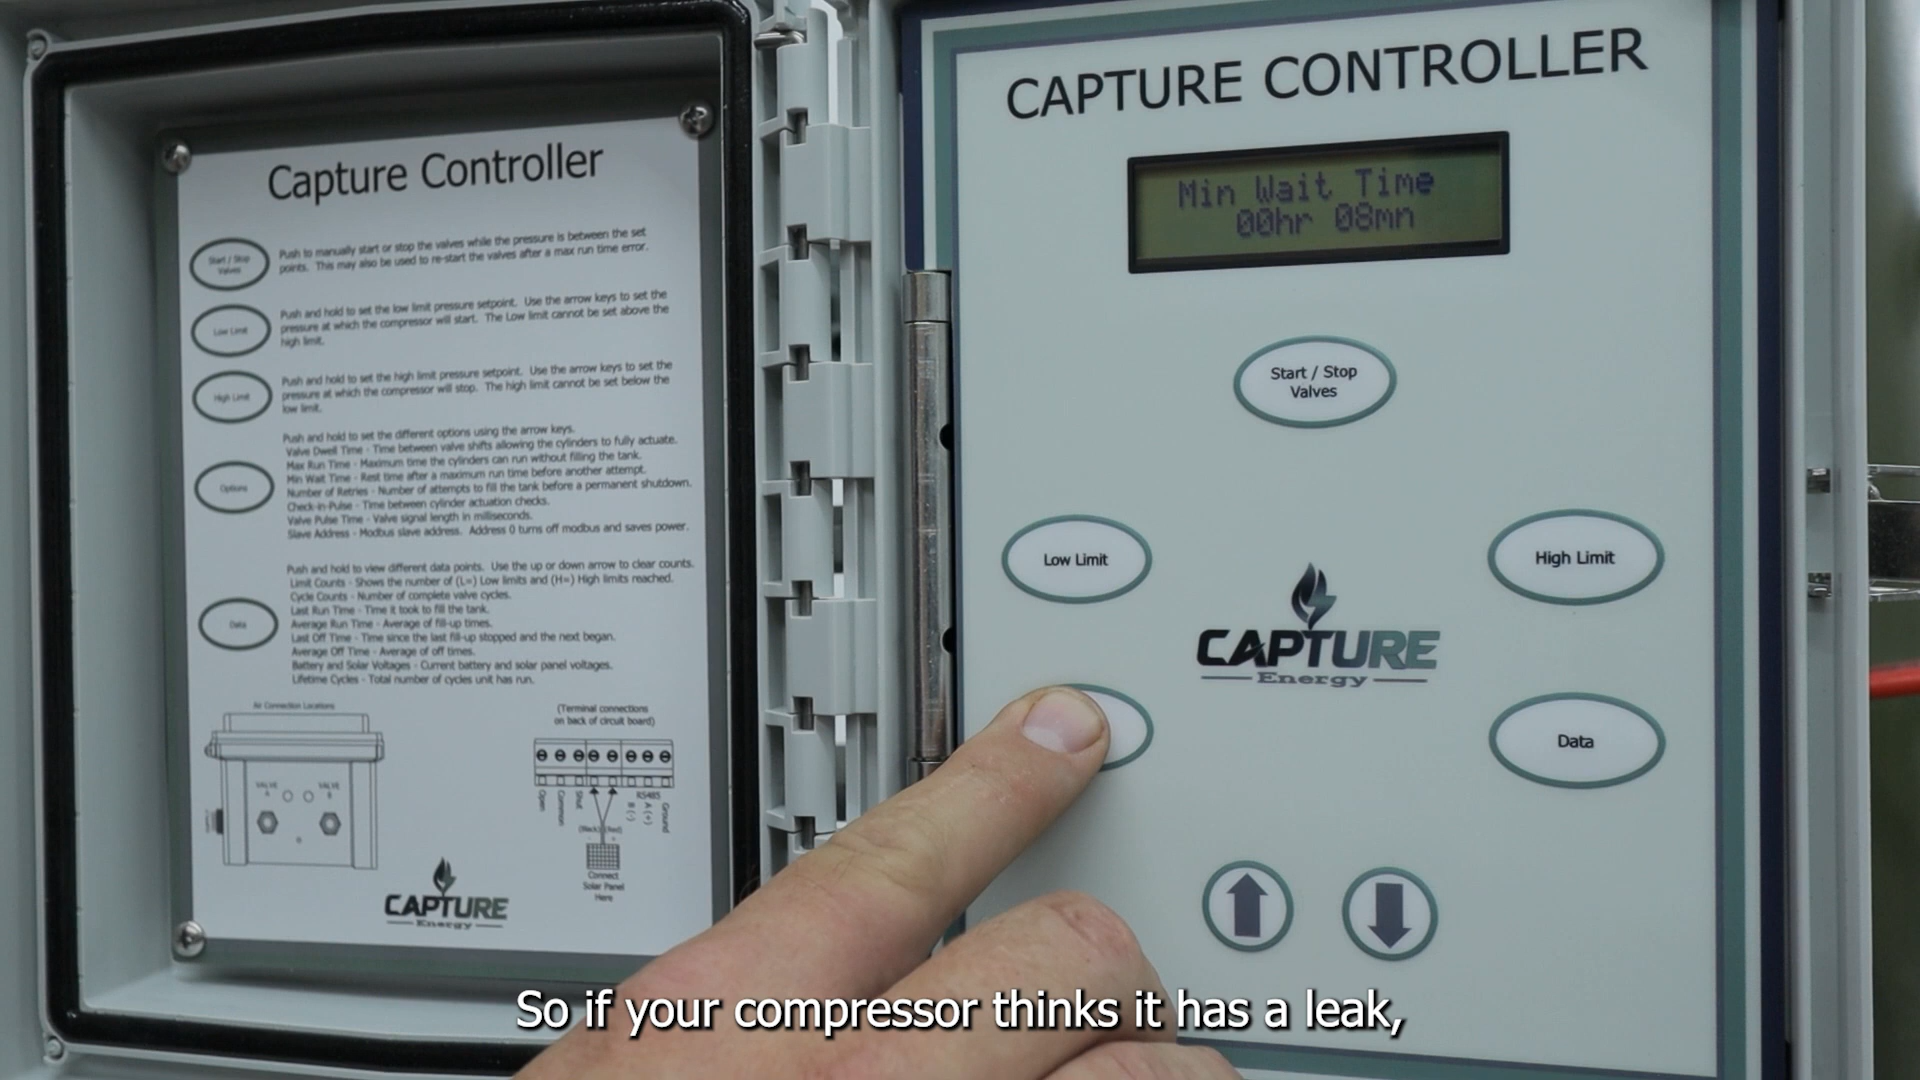 Capture Controller
Start / Stop
Valves
Push to manually start or stop the valves while the pressure is between the set
points. This may also be used to re-start the valves after a max run time error.
Low Limit
Push and hold to set the low limit pressure setpoint. Use the arrow keys to set the
pressure at which the compressor will start. The Low limit cannot be set above the
high limit.
High Limit
Push and hold to set the high limit pressure setpoint. Use the arrow keys to set the
pressure at which the compressor will stop. The high limit cannot be set below the
low limit.
Options
Push and hold to set the different options using the arrow keys.
Valve Dwell Time - Time between valve shifts allowing the cylinders to fully actuate.
Max Run Time - Maximum time the cylinders can run without filling the tank.
Min Wait Time - Rest time after a maximum run time before another attempt.
Number of Retries - Number of attempts to fill the tank before a permanent shutdown.
Check-in-Pulse - Time between cylinder actuation checks.
Valve Pulse Time - Valve signal length in milliseconds.
Slave Address - Modbus slave address. Address 0 turns off modbus and saves power.
Data
Push and hold to view different data points. Use the up or down arrow to clear counts.
Limit Counts - Shows the number of (L=) Low limits and (H=) High limits reached.
Cycle Counts - Number of complete valve cycles.
Last Run Time - Time it took to fill the tank.
Average Run Time - Average of fill-up times.
Last Off Time - Time since the last fill-up stopped and the next began.
Average Off Time - Average of off times.
Battery and Solar Voltages - Current battery and solar panel voltages.
Lifetime Cycles - Total number of cycles unit has run.
Air Connection Locations
VALVE
A
VALVE
B
(Terminal connections
on back of circuit board)
Open
Common
Shut
(Black)
(Red)
RS485
B (-)
A (+)
Ground
Connect
Solar Panel
Here
CAPTURE
Energy
CAPTURE CONTROLLER
Min Wait Time
00hr 08mn
Start / Stop
Valves
Low Limit
High Limit
CAPTURE
Energy
Data
So if your compressor thinks it has a leak,